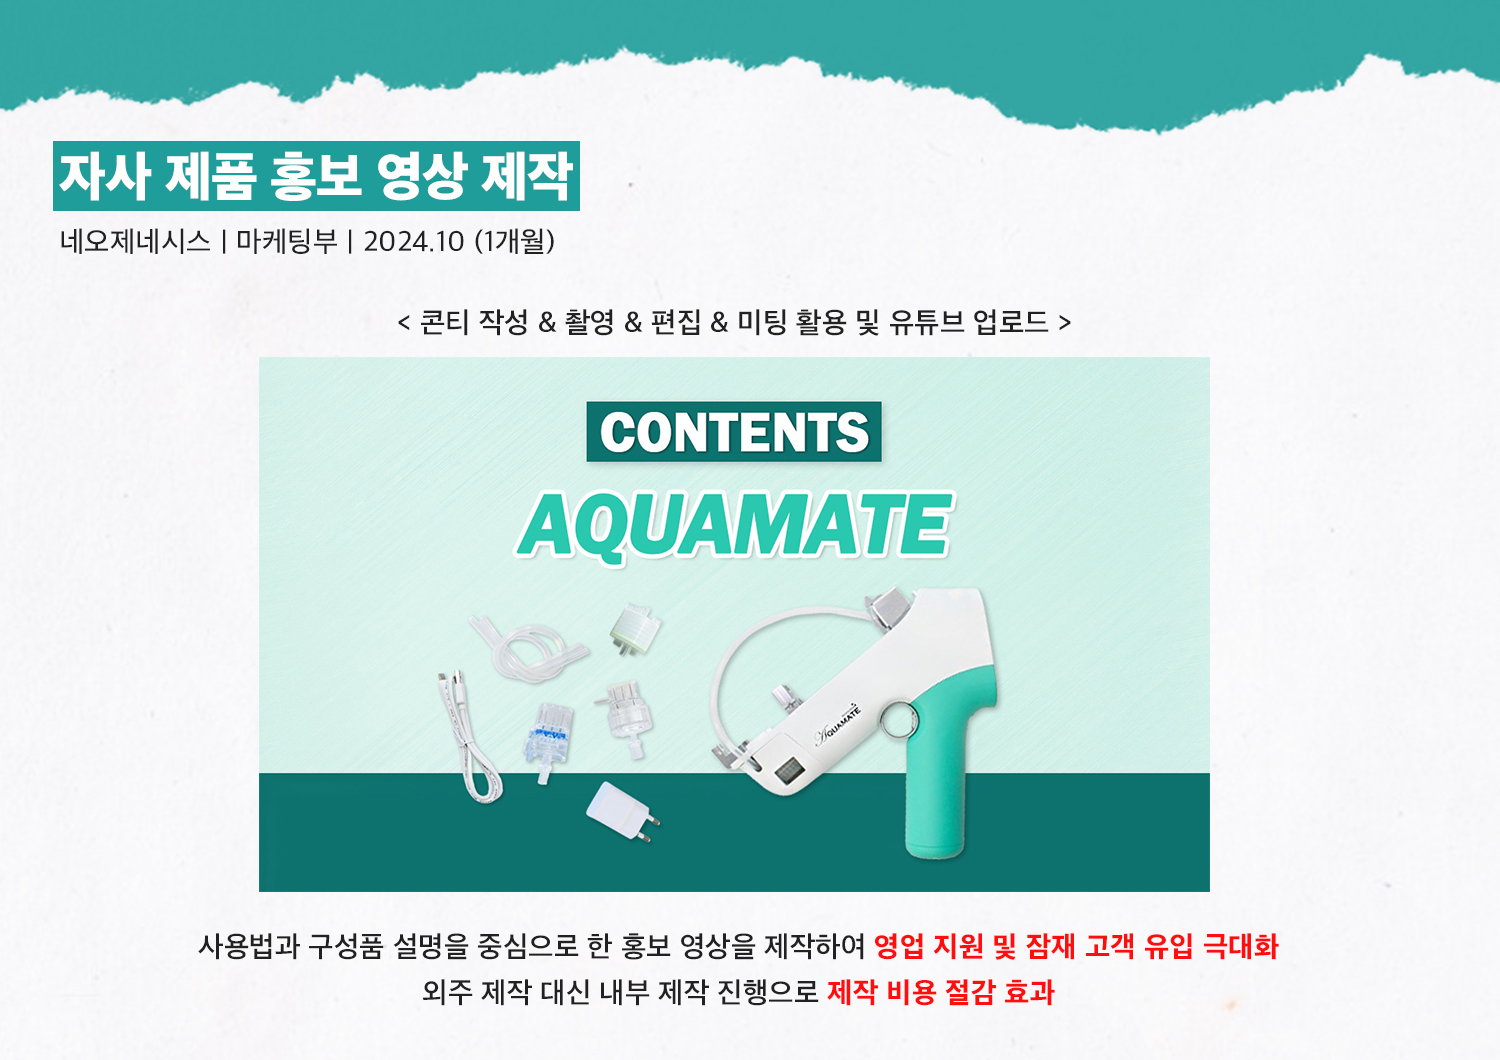 자사 제품 홍보 영상 제작
네오제네시스 | 마케팅부 | 2024.10 (1개월)
< 콘티 작성 & 촬영 & 편집 & 미팅 활용 및 유튜브 업로드 >
CONTENTS
AQUAMATE
AQUAMATE
사용법과 구성품 설명을 중심으로 한 홍보 영상을 제작하여 영업 지원 및 잠재 고객 유입 극대화
외주 제작 대신 내부 제작 진행으로 제작 비용 절감 효과